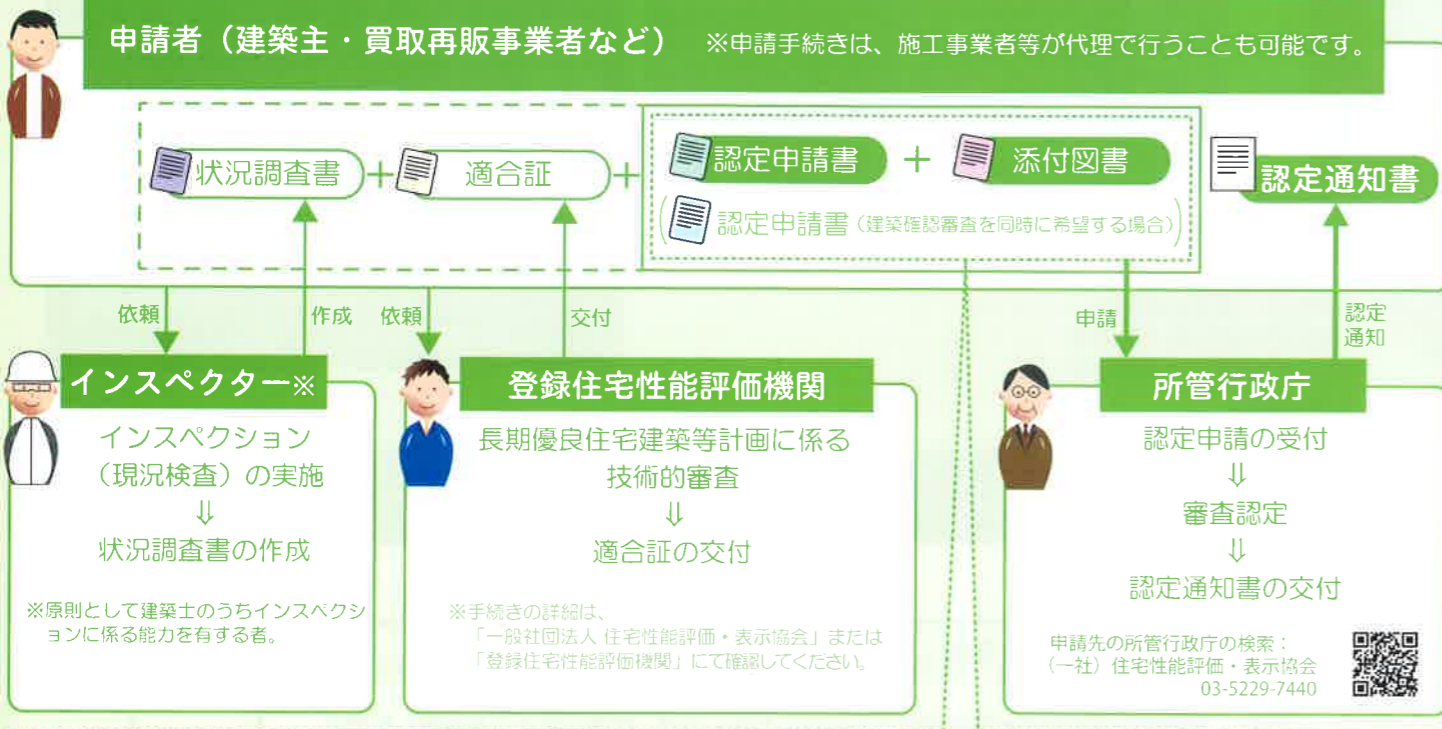 申請者（建築主・買取再販事業者など） ※申請手続きは、施工事業者等が代理で行うことも可能です。
状況調査書 + 適合証 + 認定申請書 + 添付図書
認定通知書
（認定申請書（建築確認審査を同時に希望する場合））
依頼
作成
依頼
交付
申請
認定
通知
インスペクター※
インスペクション
（現況検査）の実施
⇓
状況調査書の作成
※原則として建築士のうちインスペクシ
ョンに係る能力を有する者。
登録住宅性能評価機関
長期優良住宅建築等計画に係る
技術的審査
⇓
適合証の交付
※手続きの詳細は、
「一般社団法人 住宅性能評価・表示協会」または
「登録住宅性能評価機関」にて確認してください。
所管行政庁
認定申請の受付
⇓
審査認定
⇓
認定通知書の交付
申請先の所管行政庁の検索：
（一社）住宅性能評価・表示協会
03-5229-7440